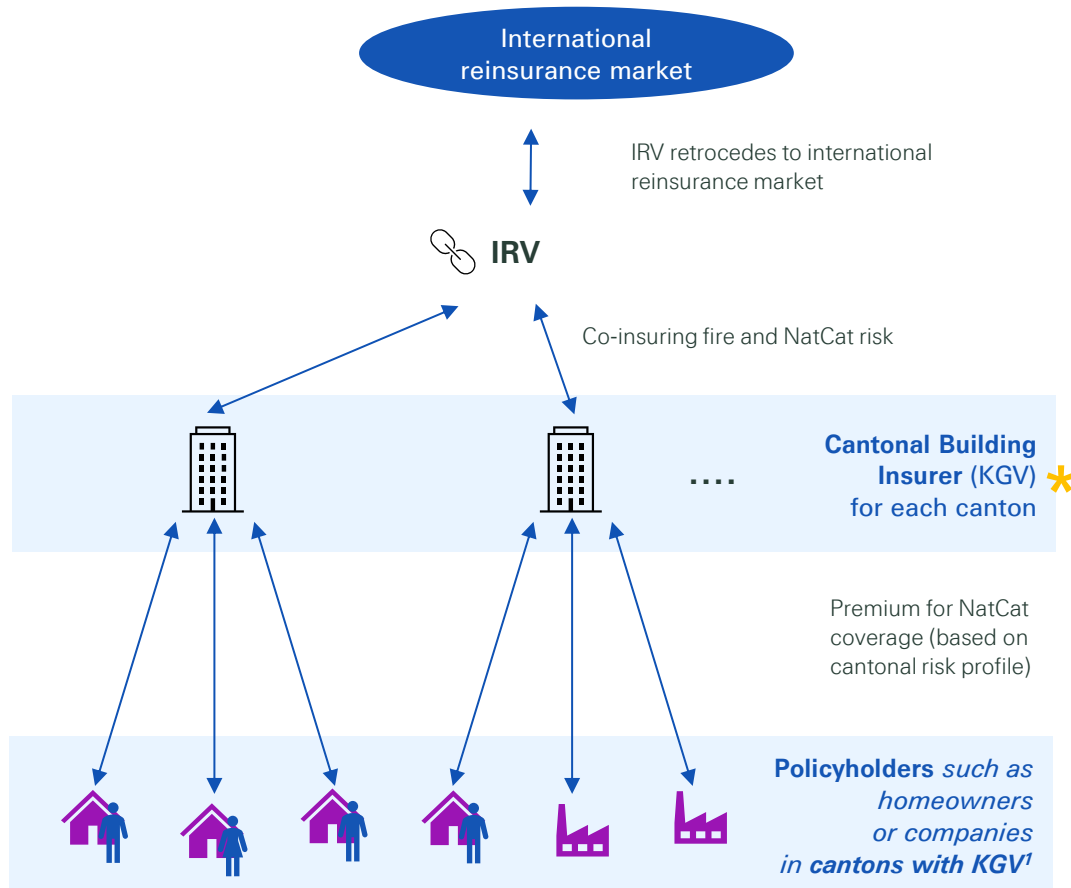 International
reinsurance market
IRV retrocedes to international
reinsurance market
IRV
Co-insuring fire and NatCat risk
....
Cantonal Building
Insurer (KGV) *
for each canton
Premium for NatCat
coverage (based on
cantonal risk profile)
Policyholders such as
homeowners
or companies
in cantons with KGV¹